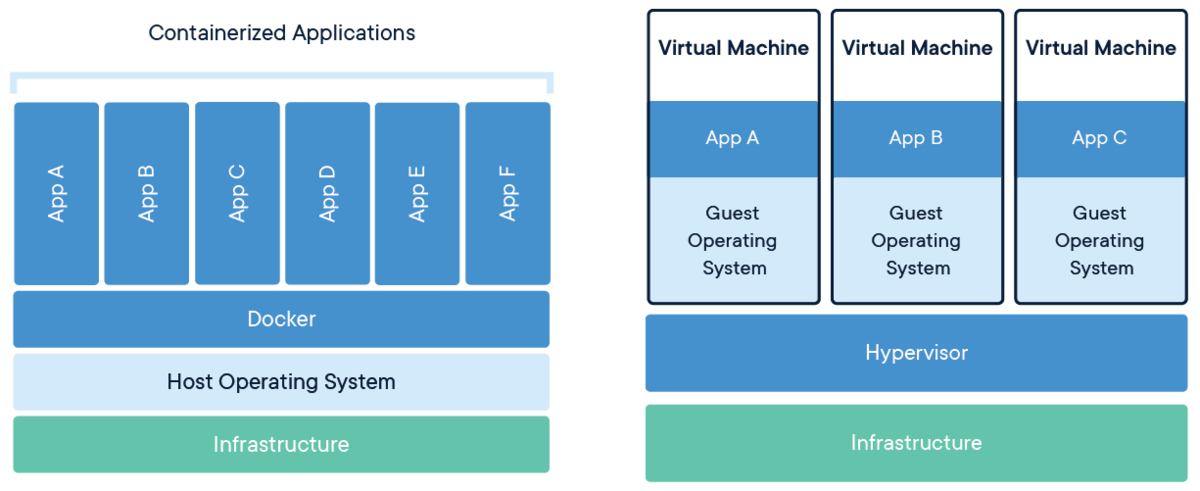 Containerized Applications
App A
App B
App C
App D
App E
App F
Docker
Host Operating System
Infrastructure
Virtual Machine
App A
Guest
Operating
System
Virtual Machine
App B
Guest
Operating
System
Virtual Machine
App C
Guest
Operating
System
Hypervisor
Infrastructure